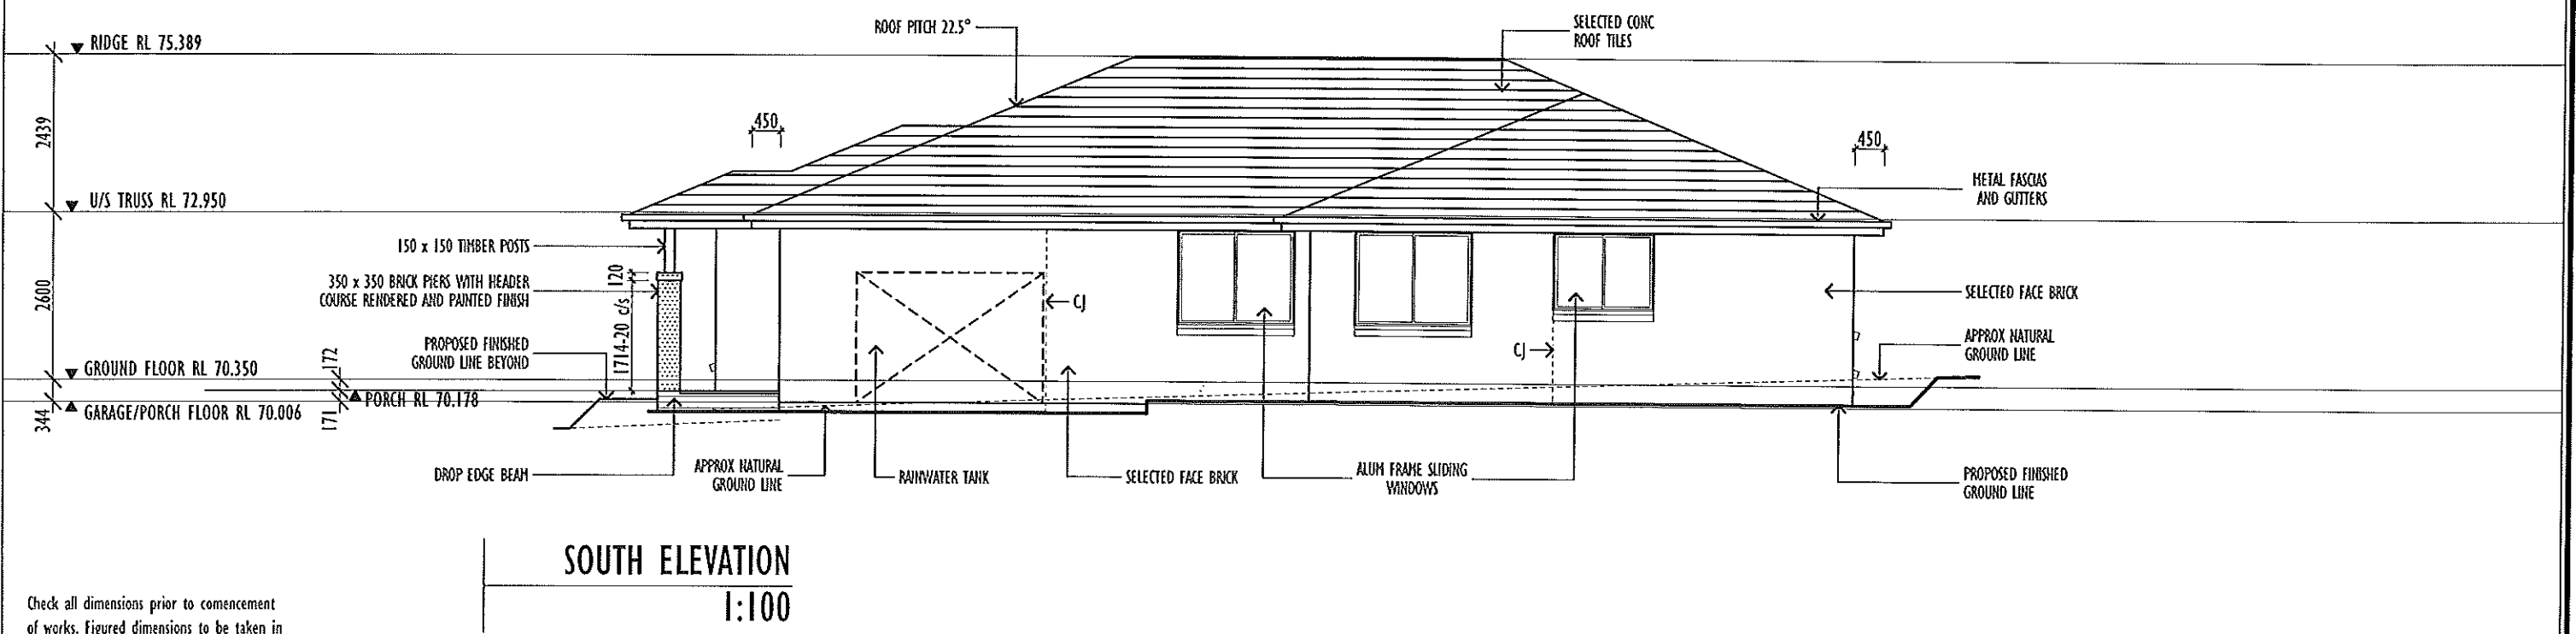 ROOF PITCH 22.5°
SELECTED CONC
ROOF TILES
RIDGE RL 75.389
2439
450
450
METAL FASCIAS
AND GUTTERS
U/S TRUSS RL 72.950
150 x 150 TIMBER POSTS
350 x 350 BRICK PIERS WITH HEADER
COURSE RENDERED AND PAINTED FINISH
120
1714-20 c/s
2600
CJ
SELECTED FACE BRICK
PROPOSED FINISHED
GROUND LINE BEYOND
CJ
APPROX NATURAL
GROUND LINE
GROUND FLOOR RL 70.350
172
PORCH RL 70.178
GARAGE/PORCH FLOOR RL 70.006
344
171
DROP EDGE BEAM
APPROX NATURAL
GROUND LINE
RAINWATER TANK
SELECTED FACE BRICK
ALUM FRAME SLIDING
WINDOWS
PROPOSED FINISHED
GROUND LINE
SOUTH ELEVATION
1:100
Check all dimensions prior to comencement
of works. Figured dimensions to be taken in